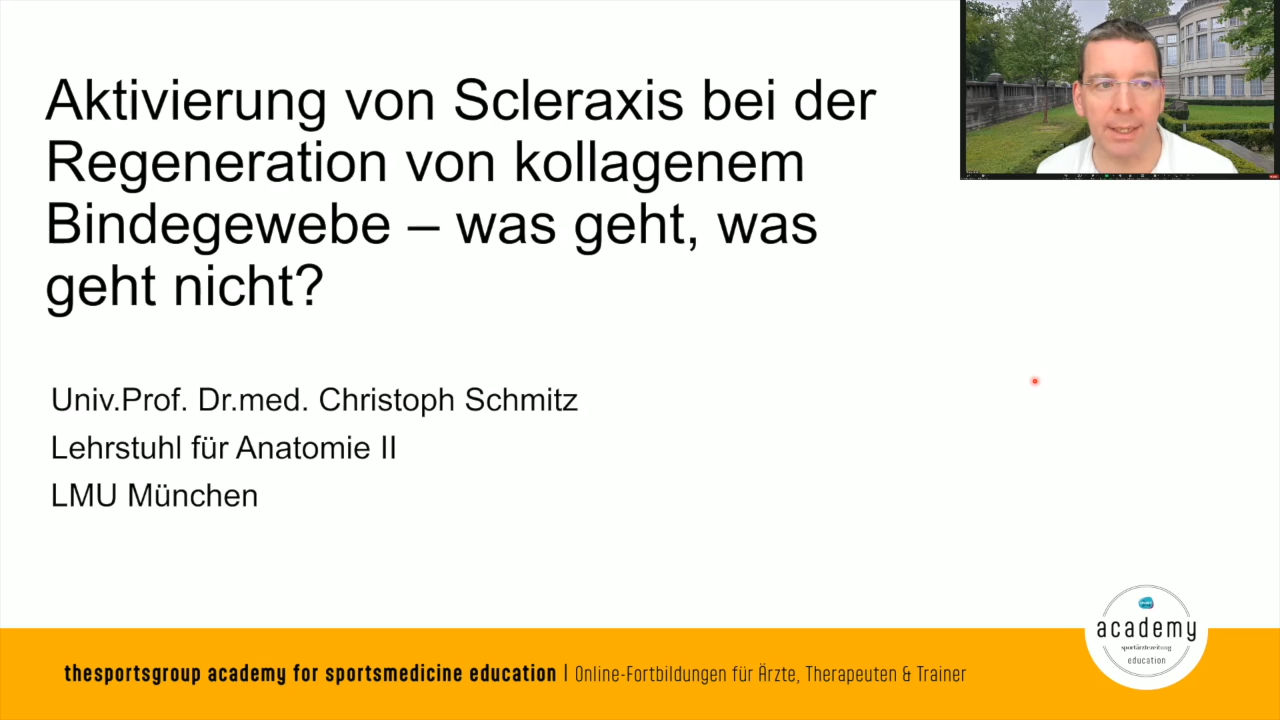 Aktivierung von Scleraxis bei der
Regeneration von kollagenem
Bindegewebe – was geht, was
geht nicht?
Univ.Prof. Dr.med. Christoph Schmitz
Lehrstuhl für Anatomie II
LMU München
academy
sportärztezeitung
education
thesportsgroup academy for sportsmedicine education | Online-Fortbildungen für Ärzte, Therapeuten & Trainer